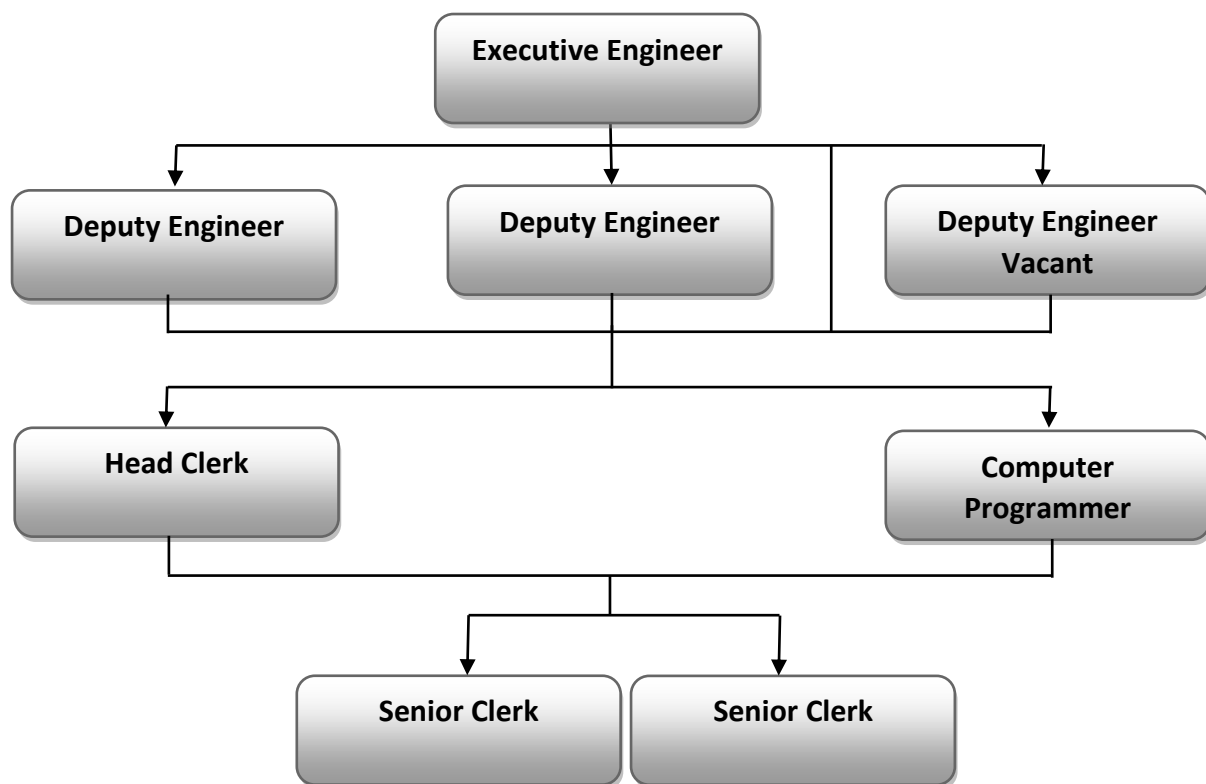 Executive Engineer
Deputy Engineer
Deputy Engineer
Deputy Engineer
Vacant
Head Clerk
Computer
Programmer
Senior Clerk
Senior Clerk